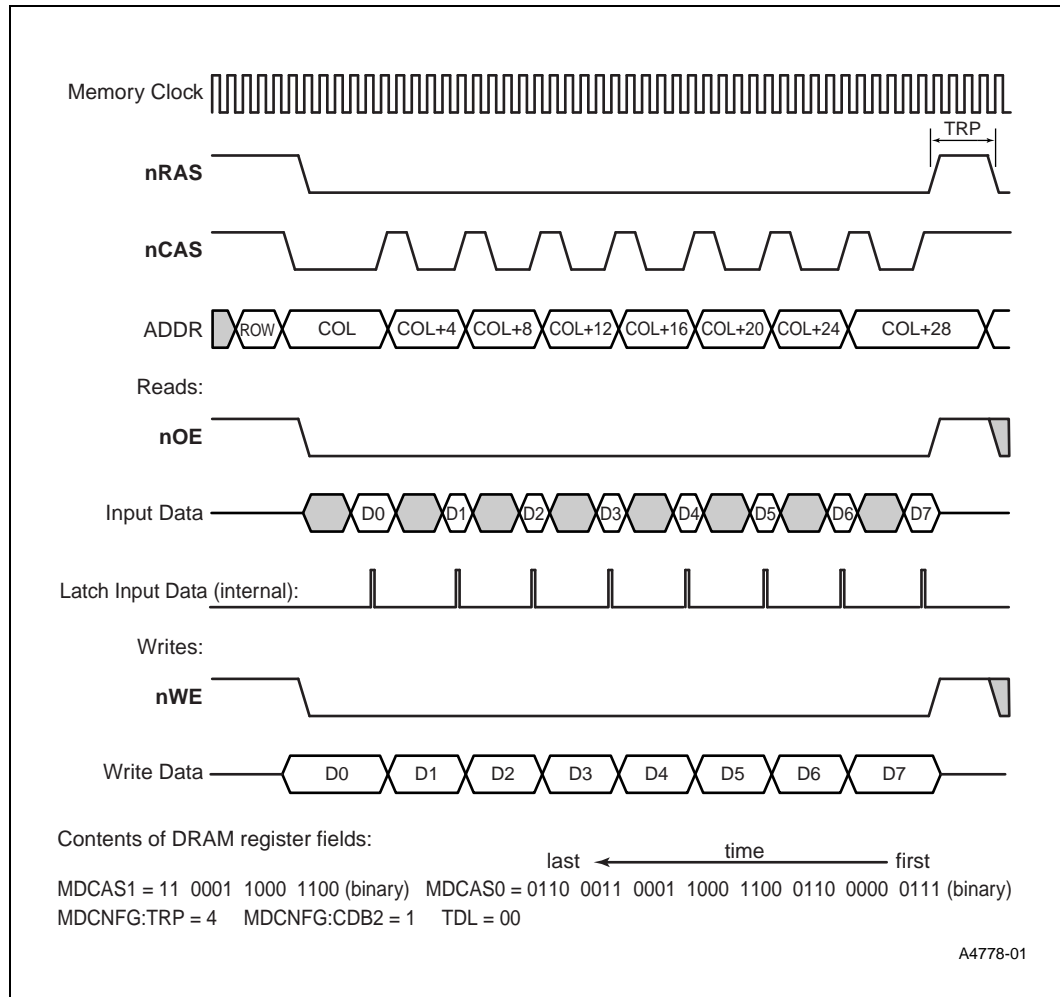 Memory Clock
TRP
nRAS
nCAS
ADDR ROW COL COL+4 COL+8 COL+12 COL+16 COL+20 COL+24 COL+28
Reads:
nOE
Input Data D0 D1 D2 D3 D4 D5 D6 D7
Latch Input Data (internal):
Writes:
nWE
Write Data D0 D1 D2 D3 D4 D5 D6 D7
Contents of DRAM register fields:
last time first
MDCAS1 = 11 0001 1000 1100 (binary) MDCAS0 = 0110 0011 0001 1000 1100 0110 0000 0111 (binary)
MDCNFG:TRP = 4 MDCNFG:CDB2 = 1 TDL = 00
A4778-01